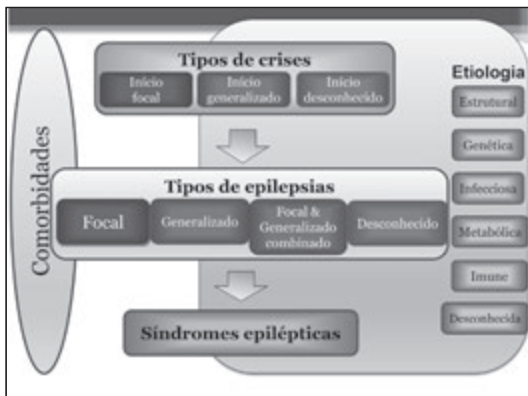 Comorbidades
Tipos de crises
Início
focal
Início
generalizado
Início
desconhecido
Tipos de epilepsias
Focal
Generalizado
Focal &
Generalizado
combinado
Desconhecido
Síndromes epilépticas
Etiologia
Estrutural
Genética
Infecciosa
Metabólica
Imune
Desconhecida